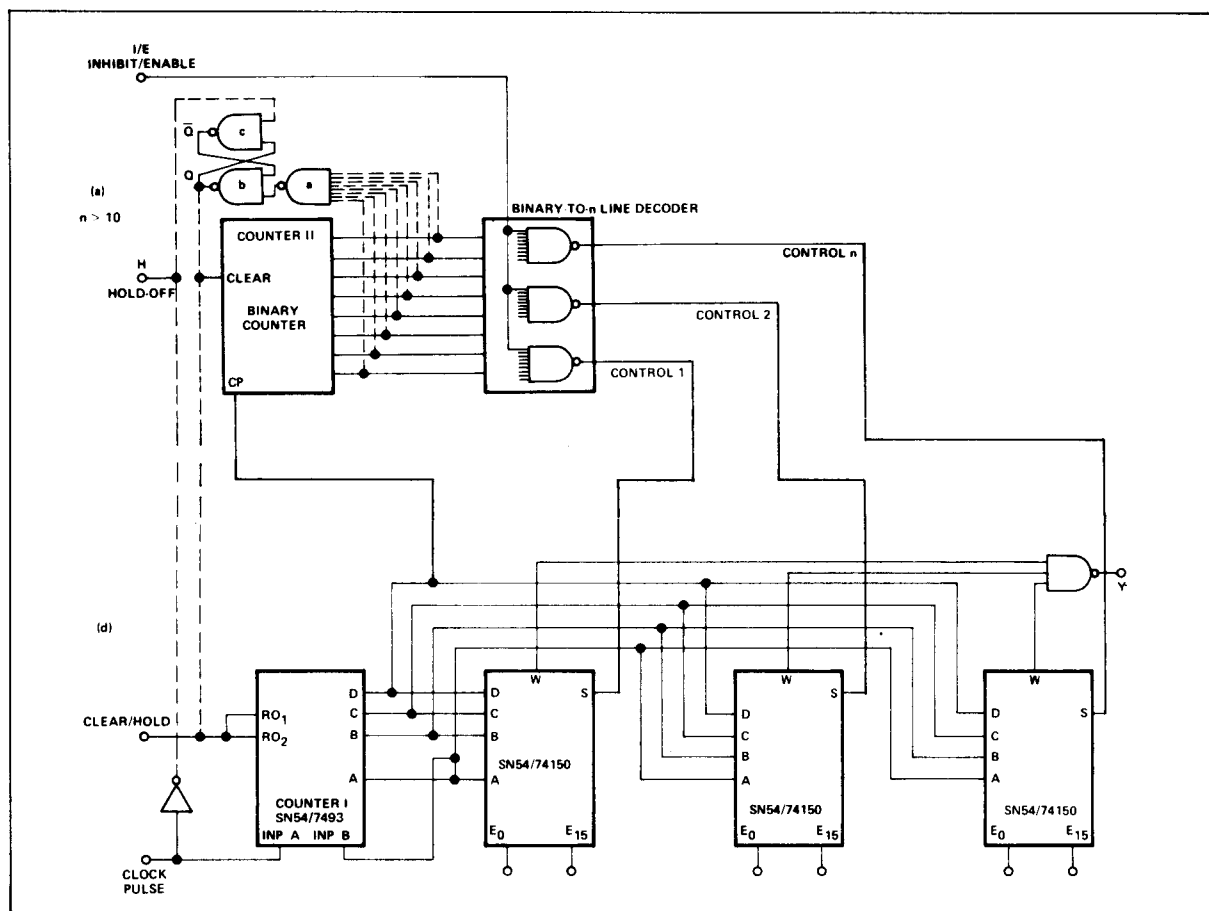 I/E
INHIBIT/ENABLE
Q̅
c
Q
b
a
(a)
n > 10
BINARY-TO-n LINE DECODER
COUNTER II
CONTROL n
H
HOLD-OFF
CLEAR
BINARY
COUNTER
CONTROL 2
CONTROL 1
CP
Y
(d)
W
W
W
D
D
S
S
D
S
RO1
C
C
D
CLEAR/HOLD
RO2
B
B
C
C
B
B
SN54/74150
A
A
A
A
COUNTER I
SN54/7493
SN54/74150
SN54/74150
INP A
INP B
E0
E15
E0
E15
E0
E15
CLOCK
PULSE